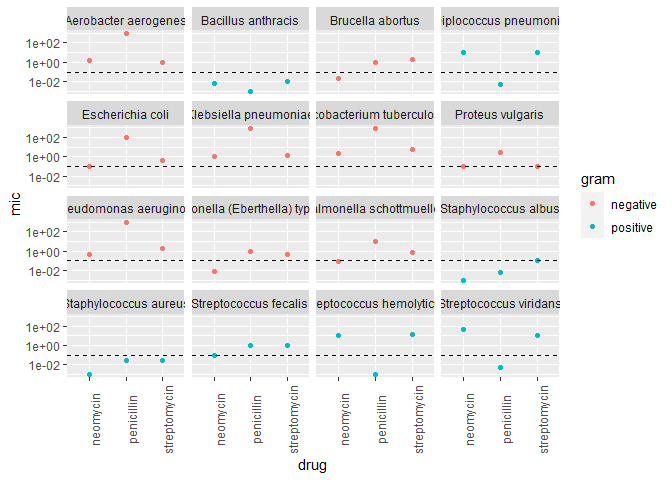 Aerobacter aerogenes
Bacillus anthracis
Brucella abortus
iplococcus pneumoni
1e+02
1e+00
1e-02
Escherichia coli
Klebsiella pneumoniae
cobacterium tuberculo
Proteus vulgaris
1e+02
1e+00
1e-02
eudomonas aerugino
onella (Eberthella) typ
almonella schottmuelle
Staphylococcus albus
1e+02
1e+00
1e-02
Staphylococcus aureus
Streptococcus fecalis
eptococcus hemolytic
Streptococcus viridans
1e+02
1e+00
1e-02
neomycin
penicillin
streptomycin
neomycin
penicillin
streptomycin
neomycin
penicillin
streptomycin
neomycin
penicillin
streptomycin
drug
mic
gram
negative
positive